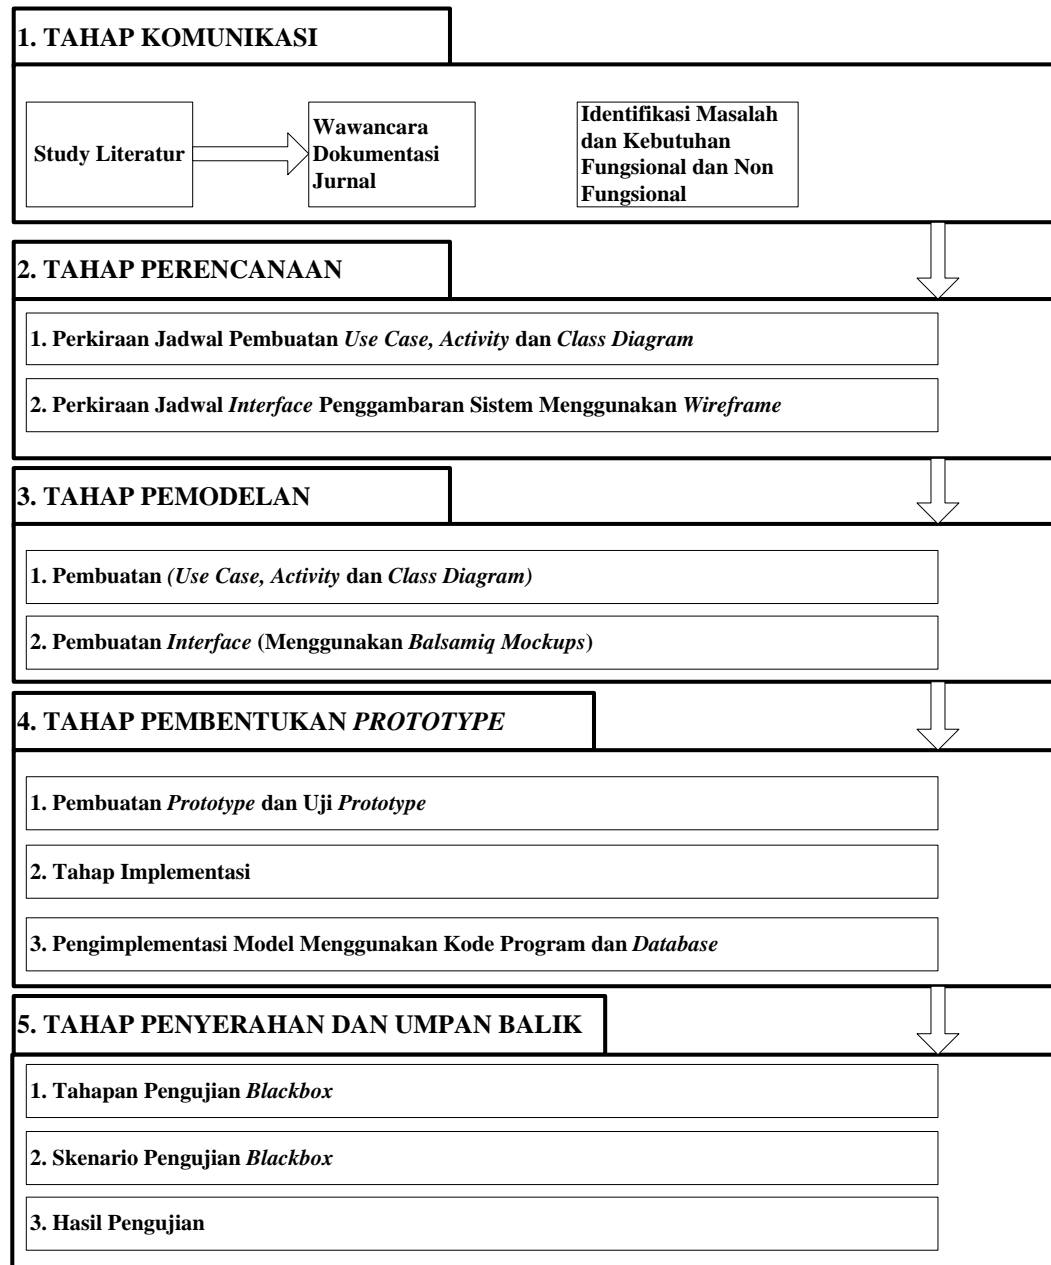 1. TAHAP KOMUNIKASI
Study Literatur
Wawancara
Dokumentasi
Jurnal
Identifikasi Masalah
dan Kebutuhan
Fungsional dan Non
Fungsional
2. TAHAP PERENCANAAN
1. Perkiraan Jadwal Pembuatan Use Case, Activity dan Class Diagram
2. Perkiraan Jadwal Interface Penggambaran Sistem Menggunakan Wireframe
3. TAHAP PEMODELAN
1. Pembuatan (Use Case, Activity dan Class Diagram)
2. Pembuatan Interface (Menggunakan Balsamiq Mockups)
4. TAHAP PEMBENTUKAN PROTOTYPE
1. Pembuatan Prototype dan Uji Prototype
2. Tahap Implementasi
3. Pengimplementasi Model Menggunakan Kode Program dan Database
5. TAHAP PENYERAHAN DAN UMPAN BALIK
1. Tahapan Pengujian Blackbox
2. Skenario Pengujian Blackbox
3. Hasil Pengujian